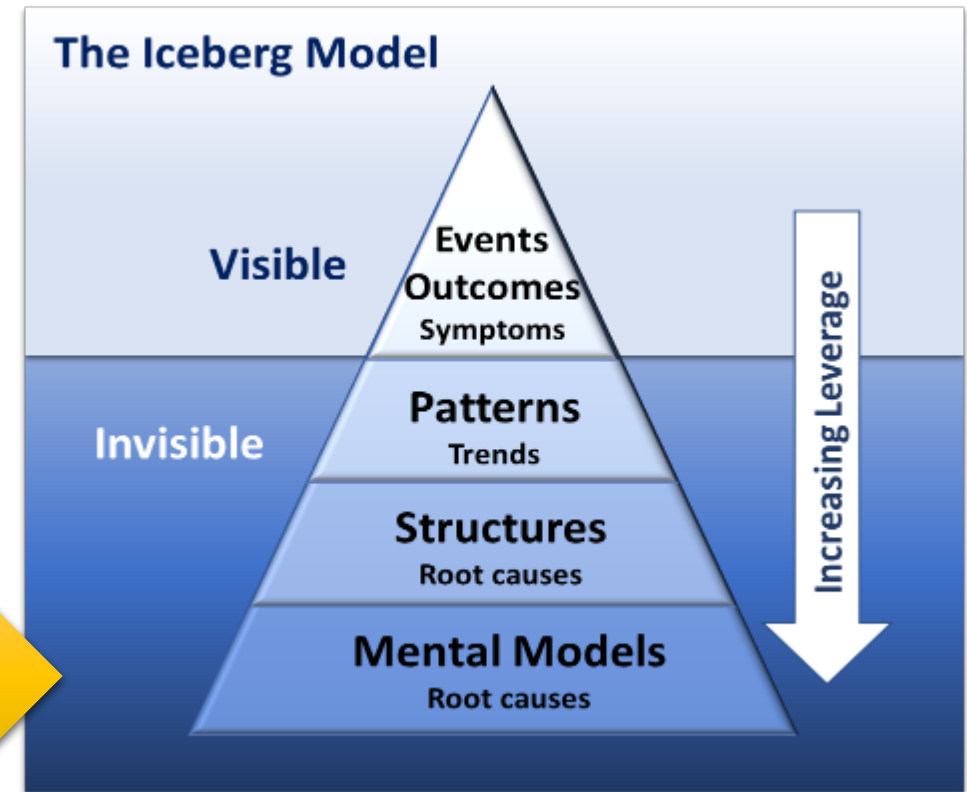 The Iceberg Model
Visible
Events
Outcomes
Symptoms
Invisible
Patterns
Trends
Structures
Root causes
Mental Models
Root causes
Increasing Leverage